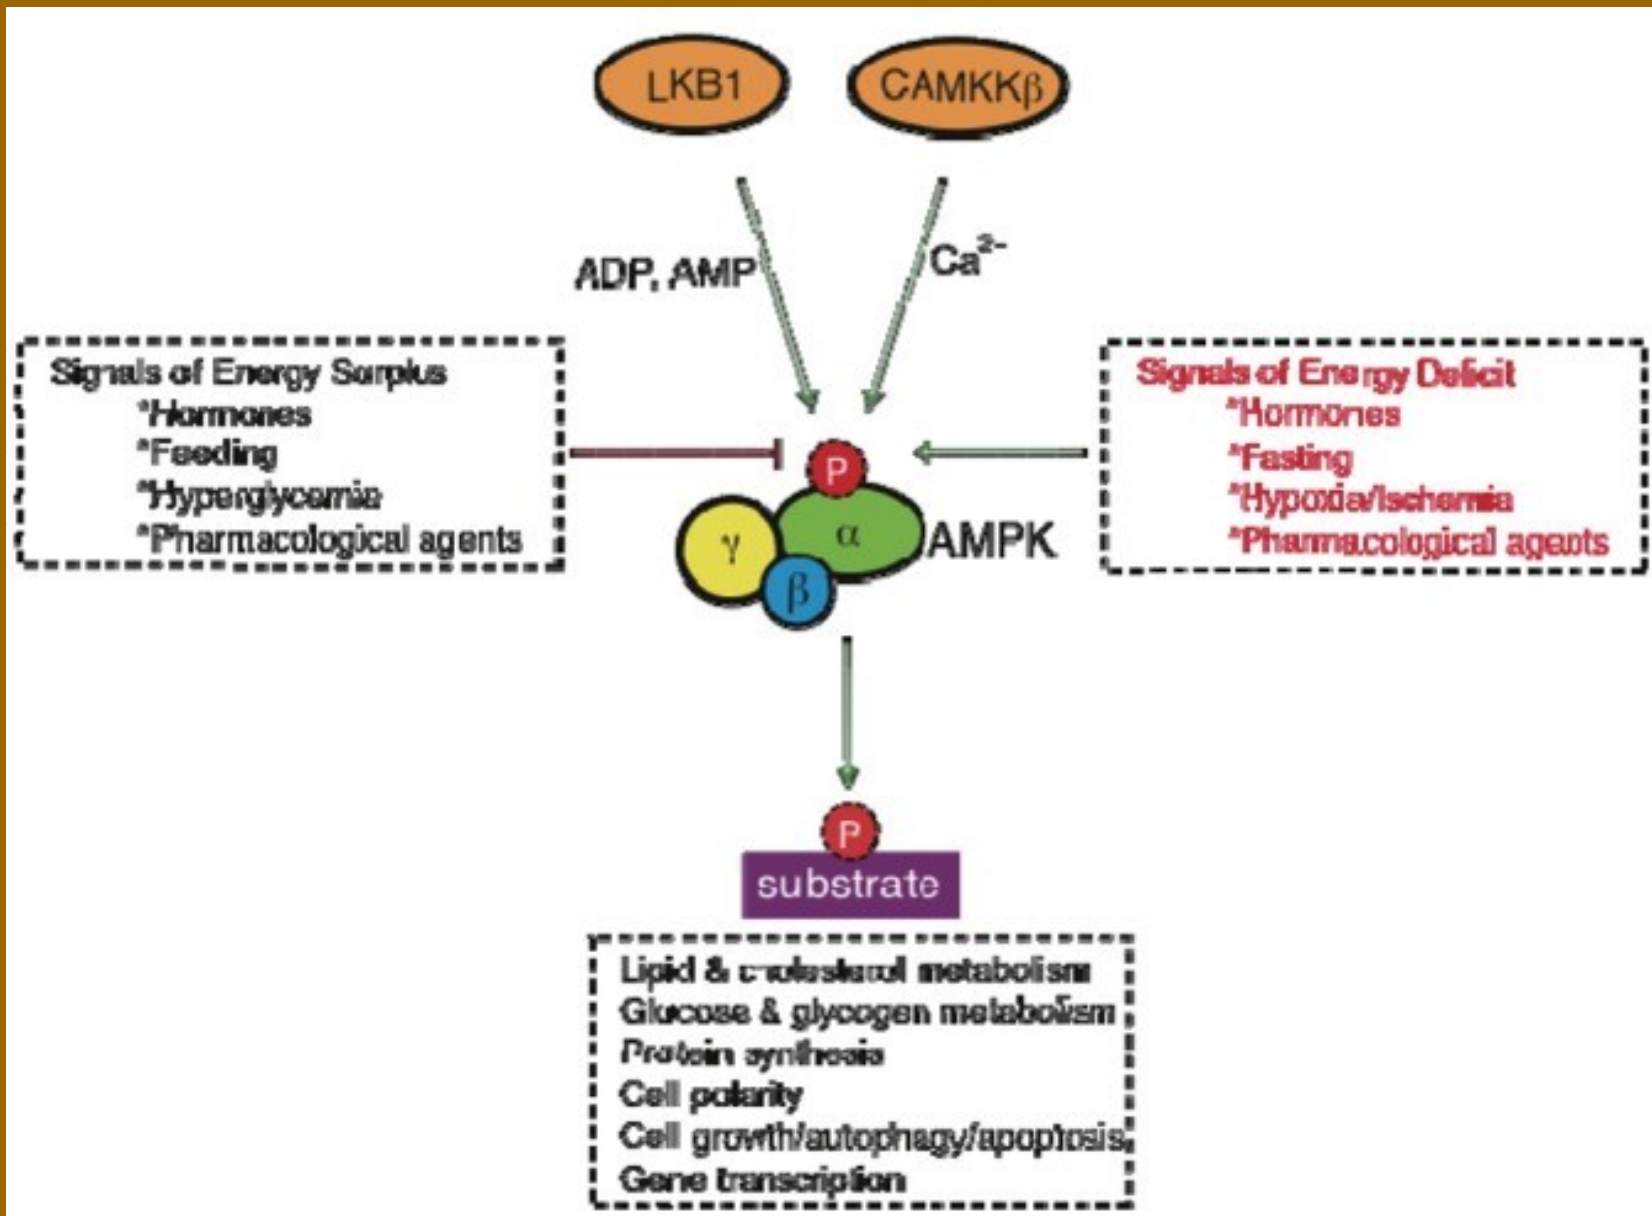 LKB1
CAMKKβ
ADP, AMP
Ca²⁻
Signals of Energy Surplus
*Hormones
*Feeding
*Hyperglycemia
*Pharmacological agents
Signals of Energy Deficit
*Hormones
*Fasting
*Hypoxia/Ischemia
*Pharmacological agents
P
γ
α
β
AMPK
P
substrate
Lipid & cholesterol metabolism
Glucose & glycogen metabolism
Protein synthesis
Cell polarity
Cell growth/autophagy/apoptosis
Gene transcription